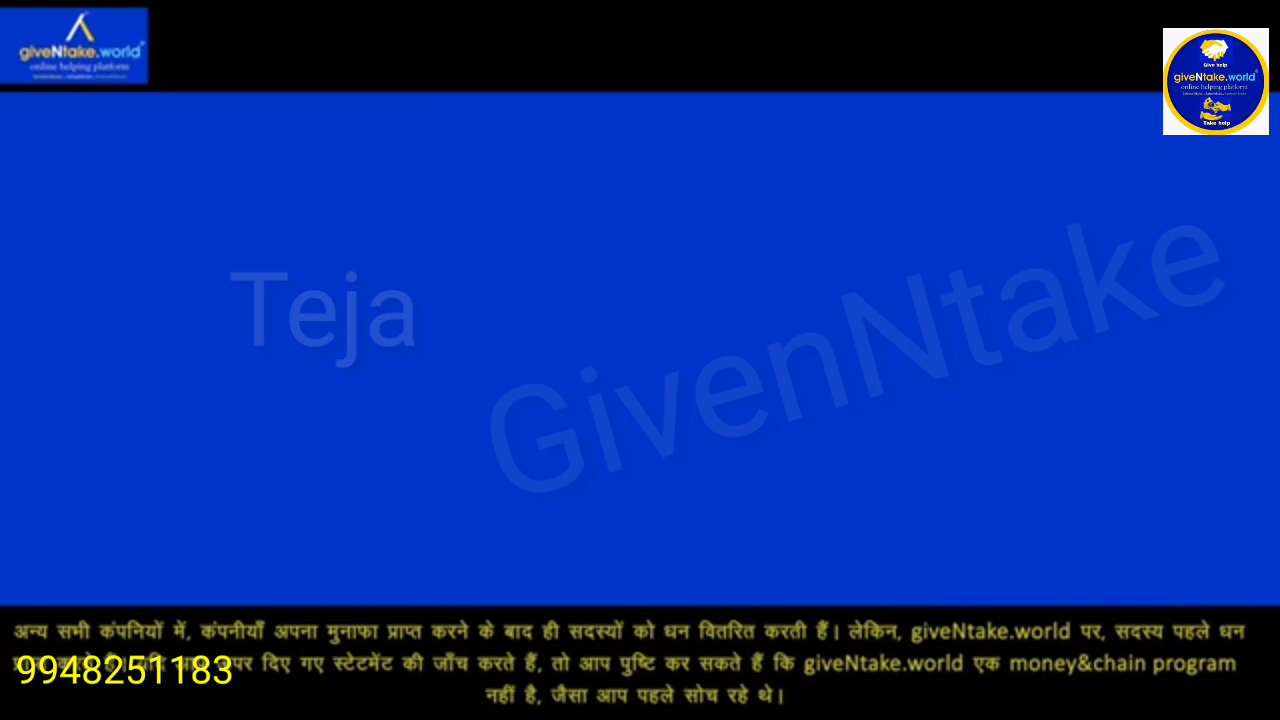 giveNtake.world
online helping platform
Give help
giveNtake.world
online helping platform
Take help
Teja
GivenNtake
अन्य सभी कंपनियों में, कंपनीयाँ अपना मुनाफा प्राप्त करने के बाद ही सदस्यों को धन वितरित करती हैं। लेकिन, giveNtake.world पर, सदस्य पहले धन
दिए गए स्टेटमेंट की जाँच करते हैं, तो आप पुष्टि कर सकते हैं कि giveNtake.world एक money&chain program
9948251183
नहीं है, जैसा आप पहले सोच रहे थे।